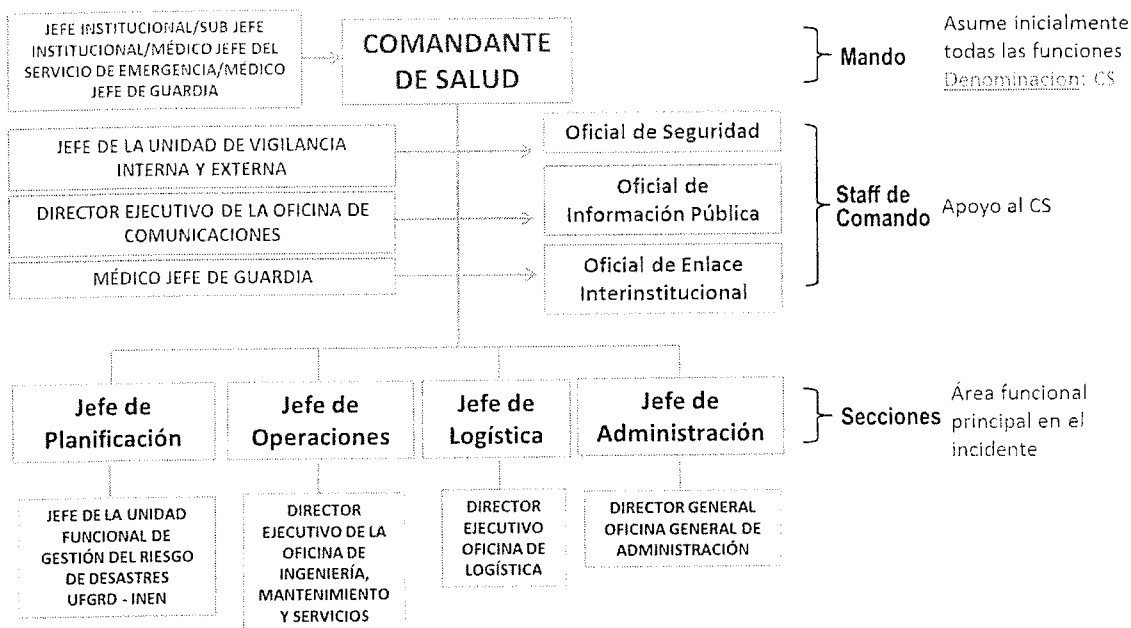 JEFE INSTITUCIONAL/SUB JEFE
INSTITUCIONAL/MÉDICO JEFE DEL
SERVICIO DE EMERGENCIA/MÉDICO
JEFE DE GUARDIA
COMANDANTE
DE SALUD
Mando
Asume inicialmente
todas las funciones
Denominacion: CS
JEFE DE LA UNIDAD DE VIGILANCIA
INTERNA Y EXTERNA
Oficial de Seguridad
DIRECTOR EJECUTIVO DE LA OFICINA DE
COMUNICACIONES
Oficial de
Información Pública
MÉDICO JEFE DE GUARDIA
Oficial de Enlace
Interinstitucional
Staff de
Comando
Apoyo al CS
Jefe de
Planificación
Jefe de
Operaciones
Jefe de
Logística
Jefe de
Administración
Secciones
Área funcional
principal en el
incidente
JEFE DE LA UNIDAD
FUNCIONAL DE
GESTIÓN DEL RIESGO
DE DESASTRES
UFGRD - INEN
DIRECTOR
EJECUTIVO DE LA
OFICINA DE
INGENIERÍA,
MANTENIMIENTO
Y SERVICIOS
DIRECTOR
EJECUTIVO
OFICINA DE
LOGÍSTICA
DIRECTOR GENERAL
OFICINA GENERAL DE
ADMINISTRACIÓN